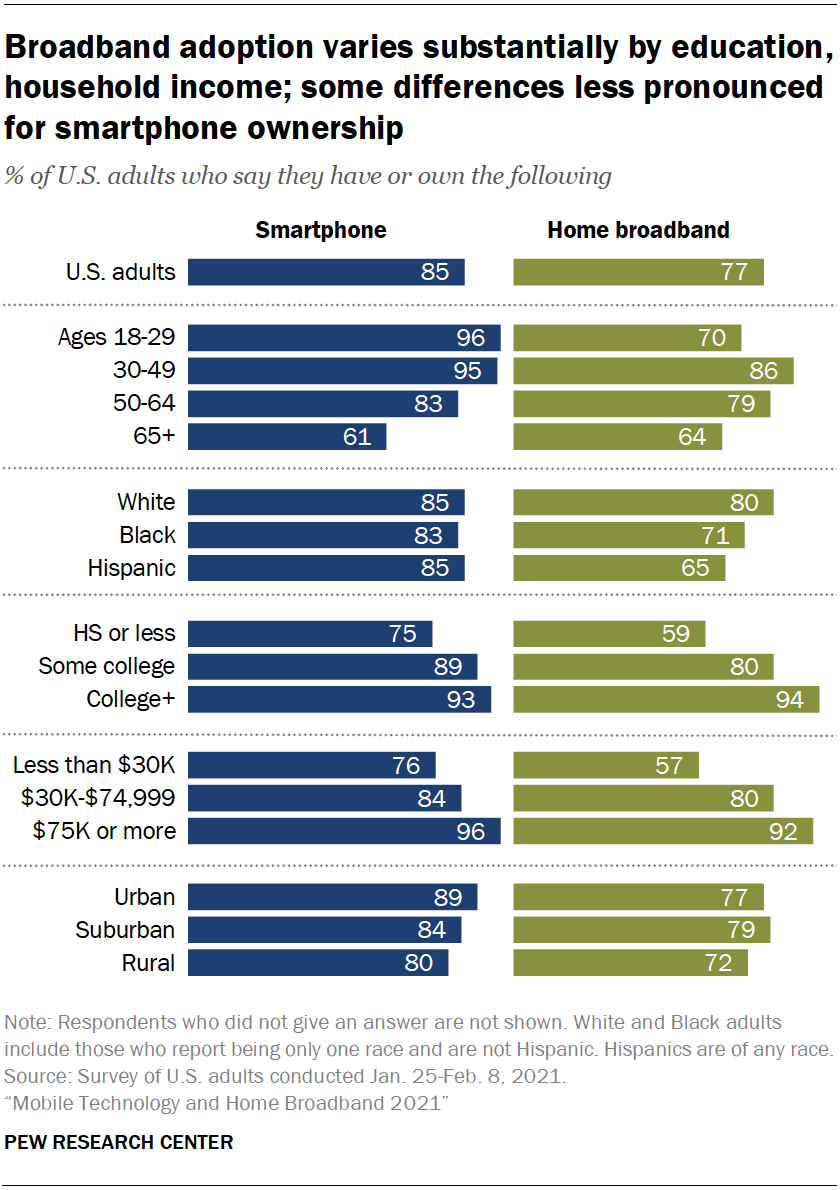 Broadband adoption varies substantially by education,
household income; some differences less pronounced
for smartphone ownership
% of U.S. adults who say they have or own the following
Smartphone Home broadband
U.S. adults 85 77
Ages 18-29 96 70
30-49 95 86
50-64 83 79
65+ 61 64
White 85 80
Black 83 71
Hispanic 85 65
HS or less 75 59
Some college 89 80
College+ 93 94
Less than $30K 76 57
$30K-$74,999 84 80
$75K or more 96 92
Urban 89 77
Suburban 84 79
Rural 80 72
Note: Respondents who did not give an answer are not shown. White and Black adults
include those who report being only one race and are not Hispanic. Hispanics are of any race.
Source: Survey of U.S. adults conducted Jan. 25-Feb. 8, 2021.
“Mobile Technology and Home Broadband 2021”
PEW RESEARCH CENTER